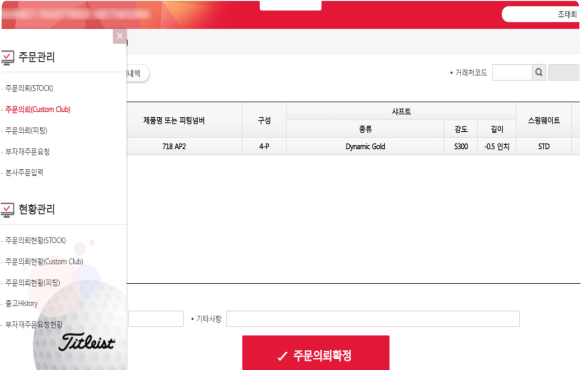 조태희
x
주문관리
주문의뢰(STOCK)
주문의뢰(Custom Club)
주문의뢰(피팅)
부자재주문요청
본사주문입력
현황관리
주문의뢰현황(STOCK)
주문의뢰현황(Custom Club)
주문의뢰현황(피팅)
출고History
부자재주문요청현황
Titleist
)
내역
• 거래처코드
제품명 또는 피팅넘버 구성 샤프트 스윙웨이트
종류 강도 길이
718 AP2 4-P Dynamic Gold S300 -0.5 인치 STD
• 기타사항
✓ 주문의뢰확정